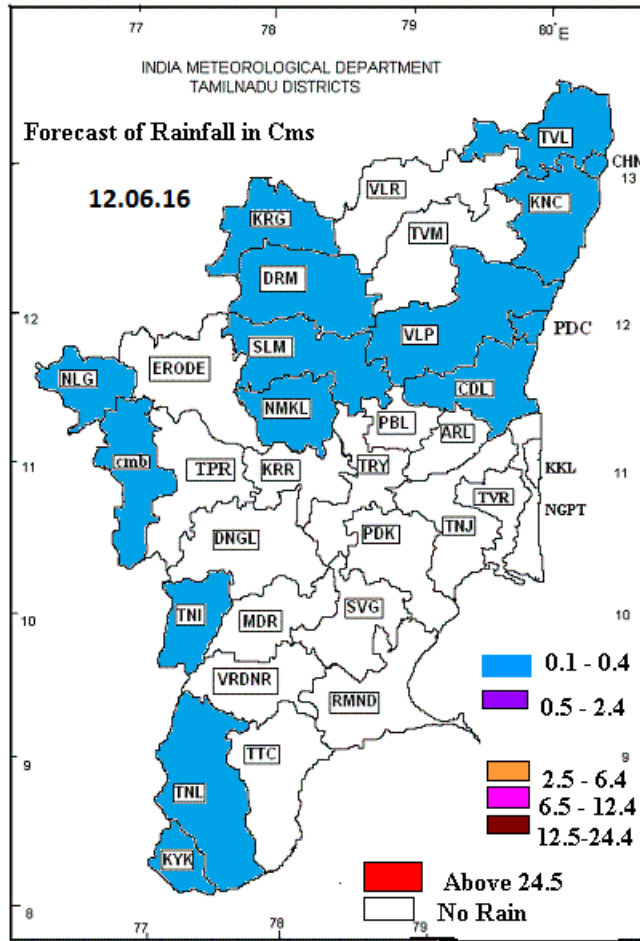 77 78 79 80° E
INDIA METEOROLOGICAL DEPARTMENT
TAMILNADU DISTRICTS
Forecast of Rainfall in Cms
TVL
CHN
13
12.06.16
VLR
KNC
KRG
TVM
DRM
12
12
PDC
VLP
SLM
ERODE
NLG
CDL
NMKL
PBL
ARL
cmb
11
TPR
KRR
TRY
KKL
11
TVR
NGPT
TNJ
DNGL
PDK
10
TNI
MDR
SVG
10
0.1 - 0.4
VRDNR
RMND
0.5 - 2.4
9
TTC
9
2.5 - 6.4
TNL
6.5 - 12.4
12.5-24.4
KYK
Above 24.5
8
No Rain
77 78 79